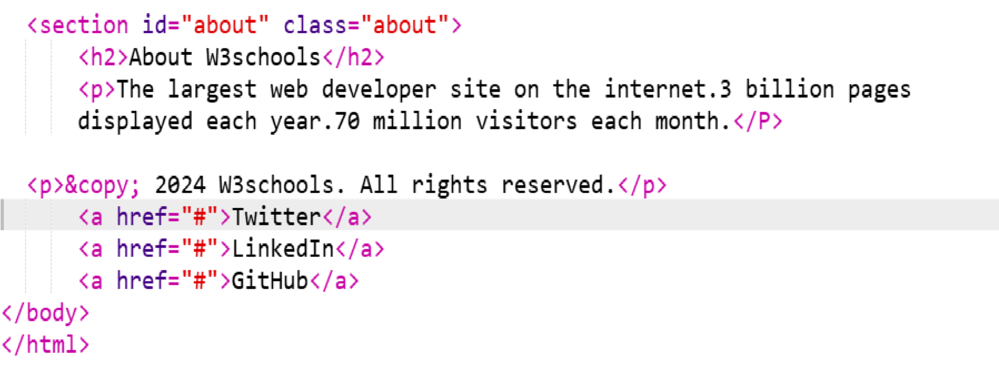 <section id="about" class="about">
<h2>About W3schools</h2>
<p>The largest web developer site on the internet.3 billion pages
displayed each year.70 million visitors each month.</P>
<p>&copy; 2024 W3schools. All rights reserved.</p>
<a href="#">Twitter</a>
<a href="#">LinkedIn</a>
<a href="#">GitHub</a>
</body>
</html>